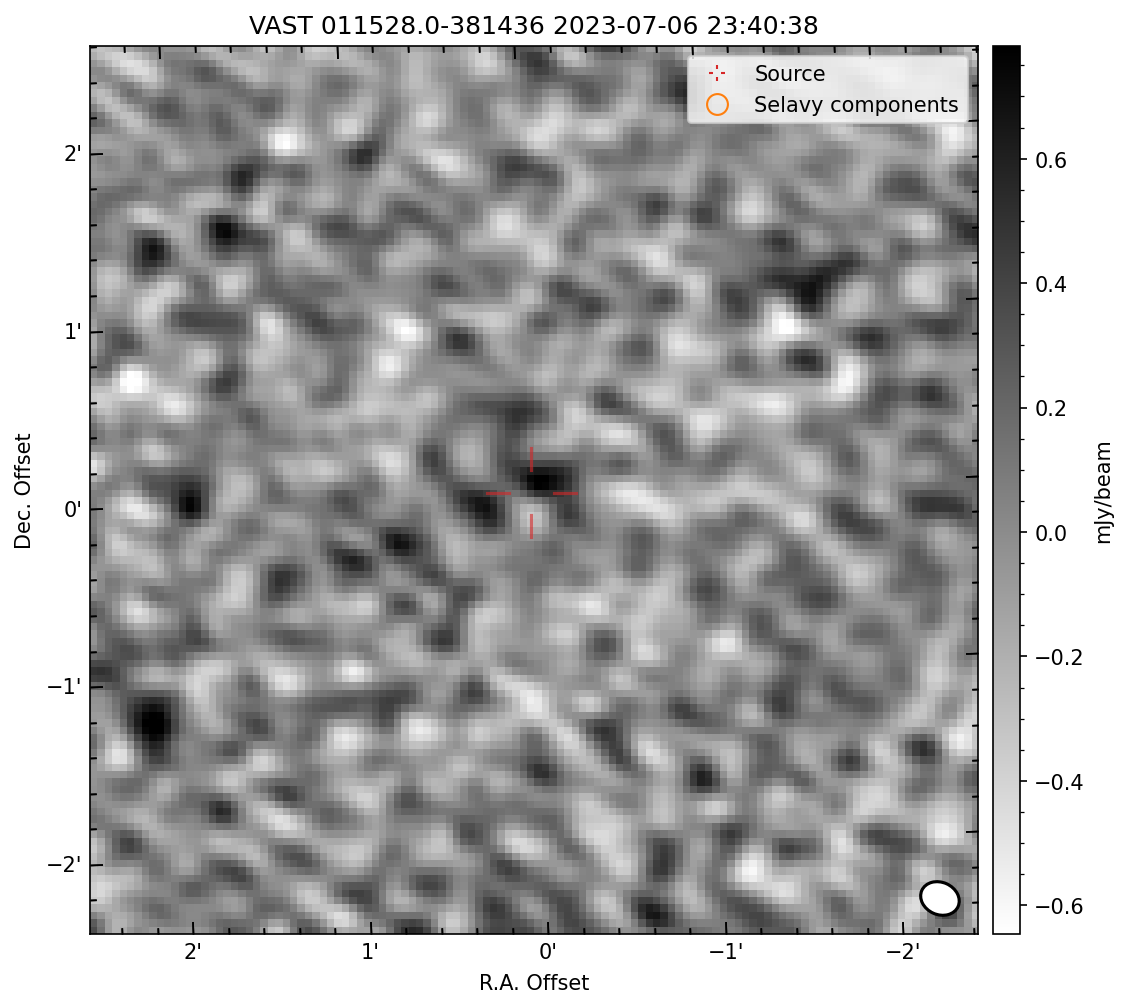 VAST 011528.0-381436 2023-07-06 23:40:38
Source
Selavy components
2'
1'
0'
−1'
−2'
Dec. Offset
2'
1'
0'
−1'
−2'
R.A. Offset
0.6
0.4
0.2
0.0
−0.2
−0.4
−0.6
mJy/beam